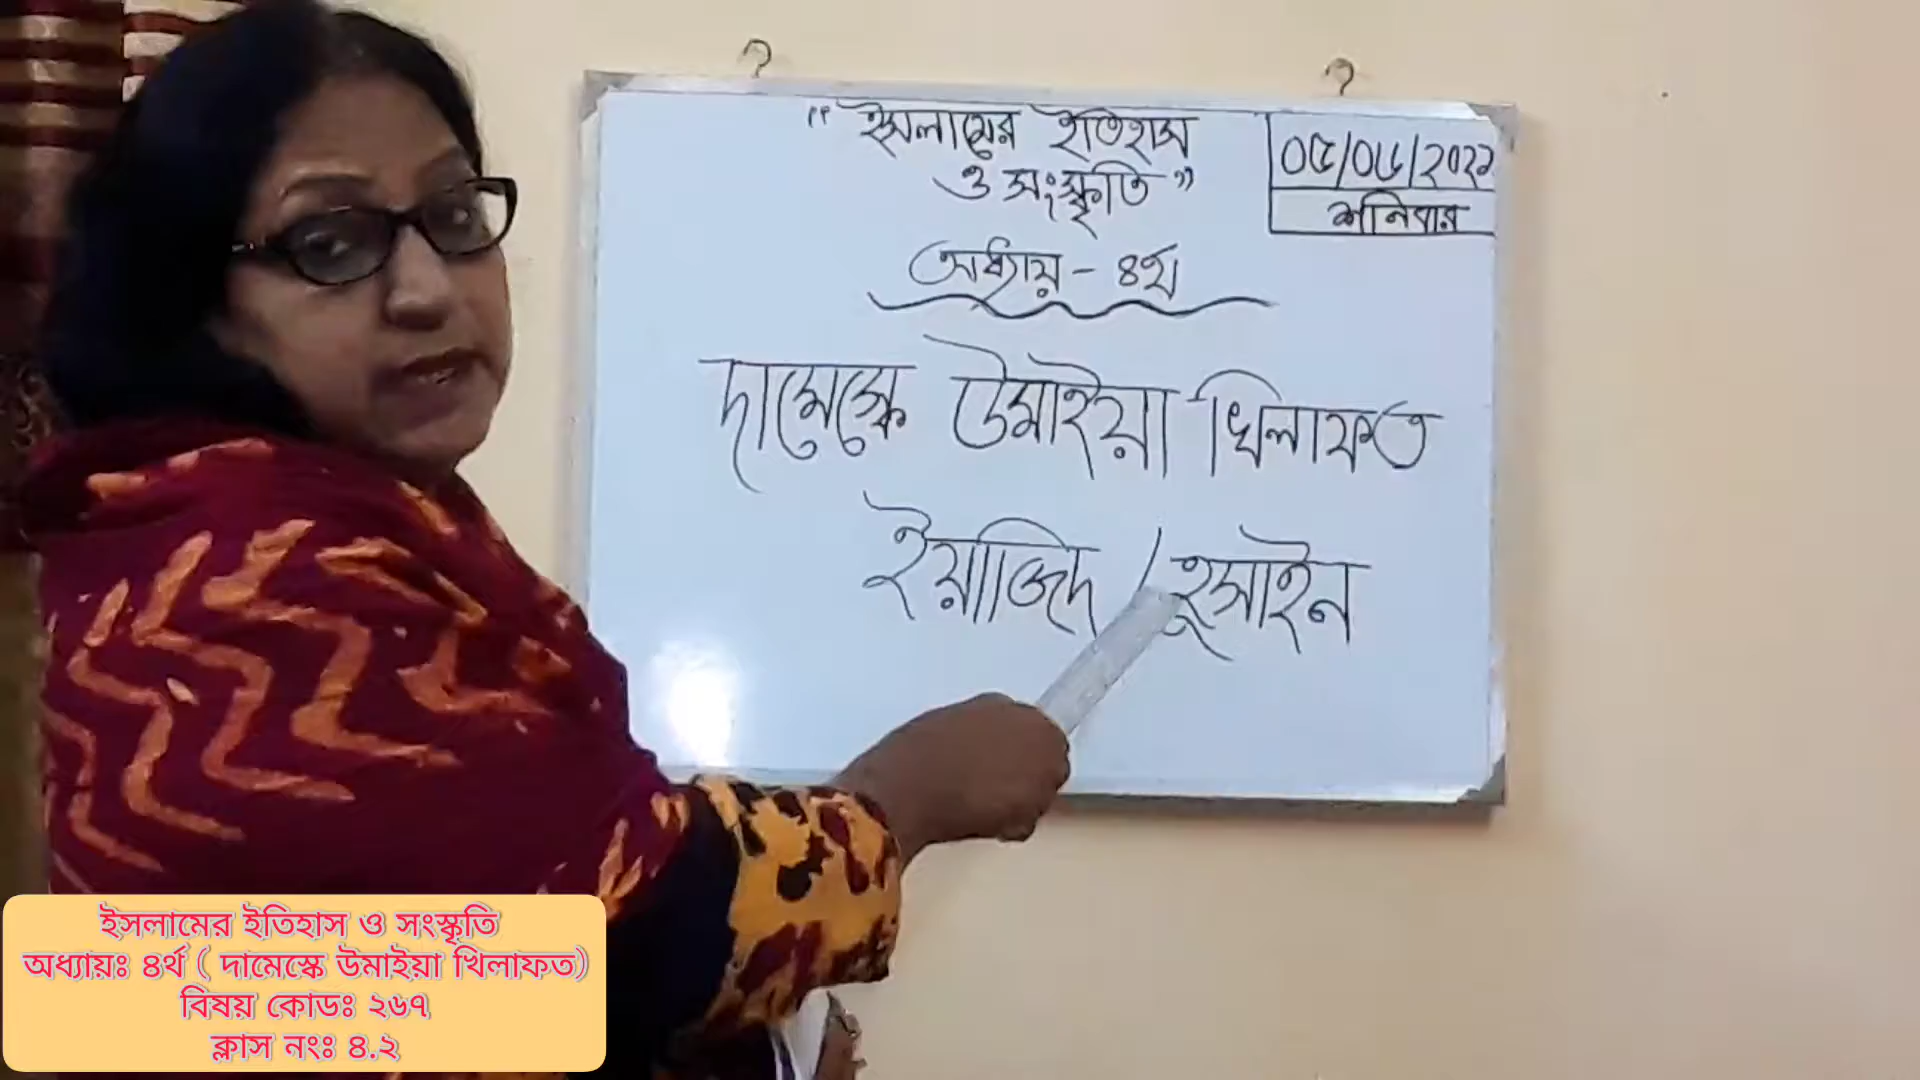 “ ইসলামের ইতিহাস
ও সংস্কৃতি ”
০৫/০৬/২০২১
শনিবার
অধ্যায় - ৪র্থ
দামেস্কে উমাইয়া খিলাফত
ইয়াজিদ / হুসাইন
ইসলামের ইতিহাস ও সংস্কৃতি
অধ্যায়ঃ ৪র্থ ( দামেস্কে উমাইয়া খিলাফত)
বিষয় কোডঃ ২৬৭
ক্লাস নংঃ ৪.২